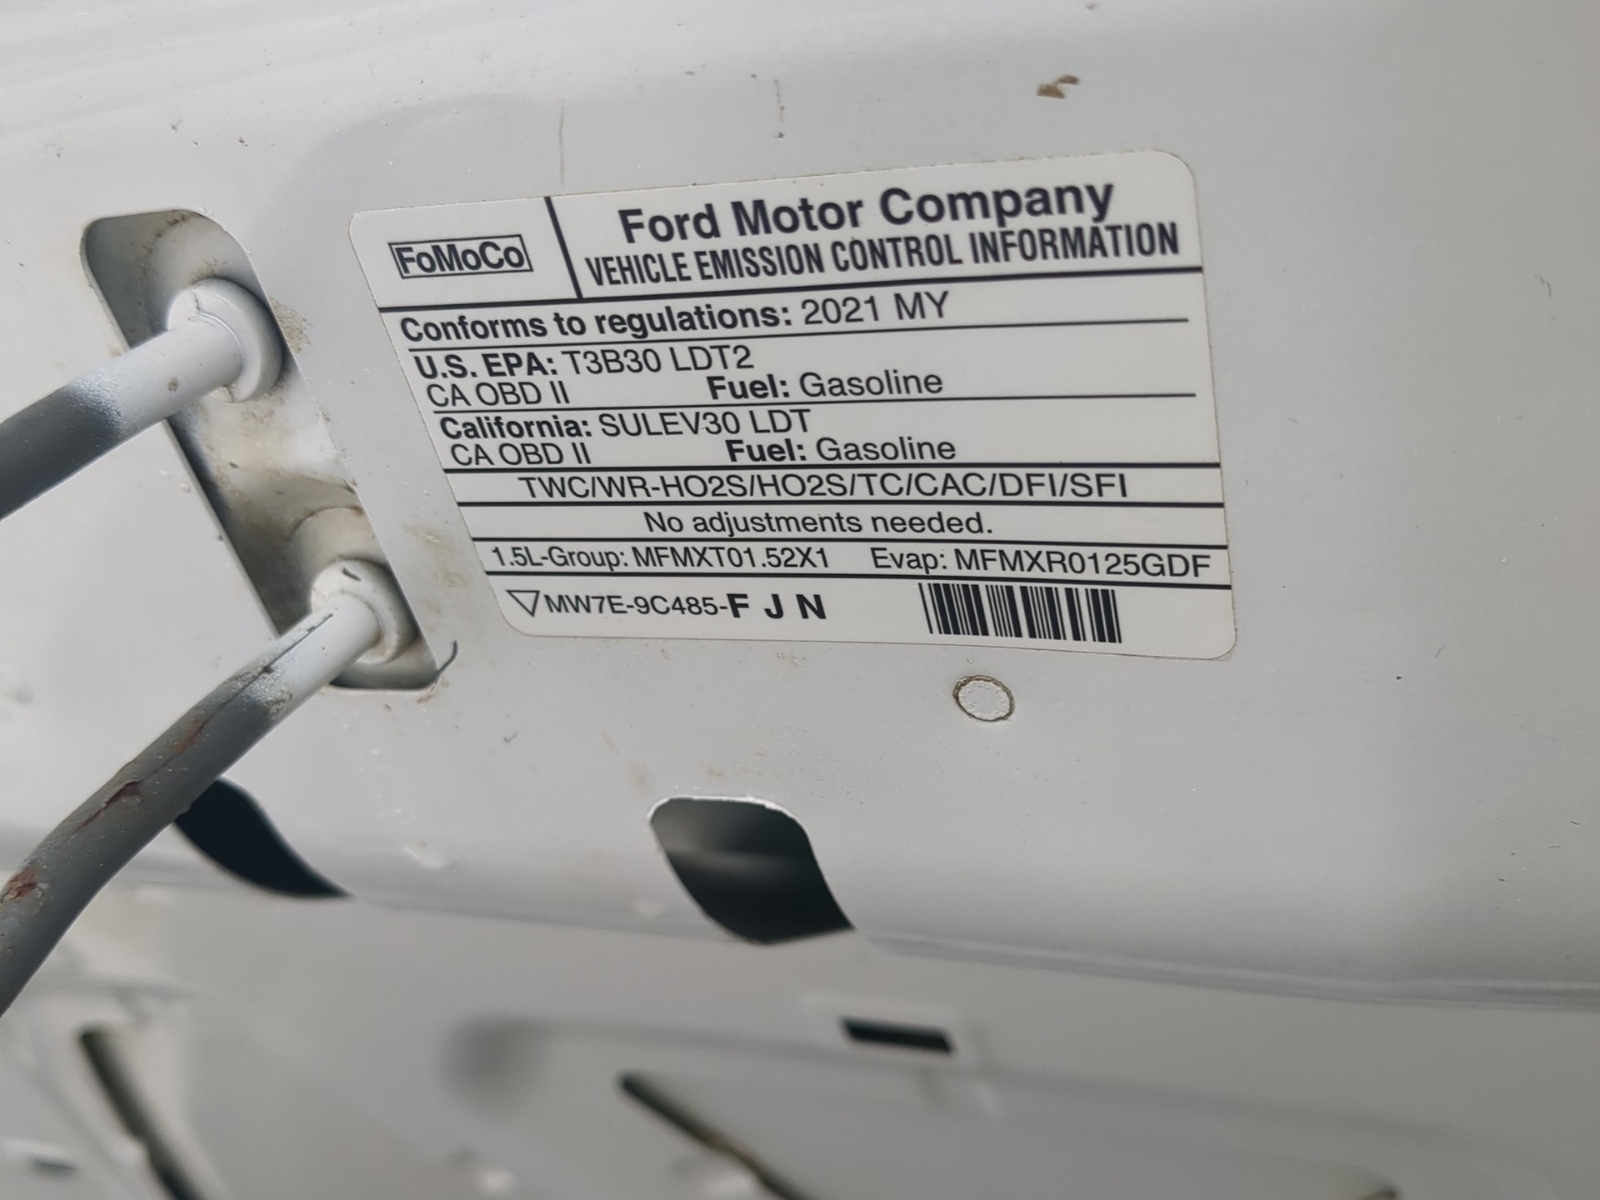 FoMoCo
Ford Motor Company
VEHICLE EMISSION CONTROL INFORMATION
Conforms to regulations: 2021 MY
U.S. EPA: T3B30 LDT2
CA OBD II Fuel: Gasoline
California: SULEV30 LDT
CA OBD II Fuel: Gasoline
TWC/WR-HO2S/HO2S/TC/CAC/DFI/SFI
No adjustments needed.
1.5L-Group: MFMXT01.52X1 Evap: MFMXR0125GDF
MW7E-9C485-F J N